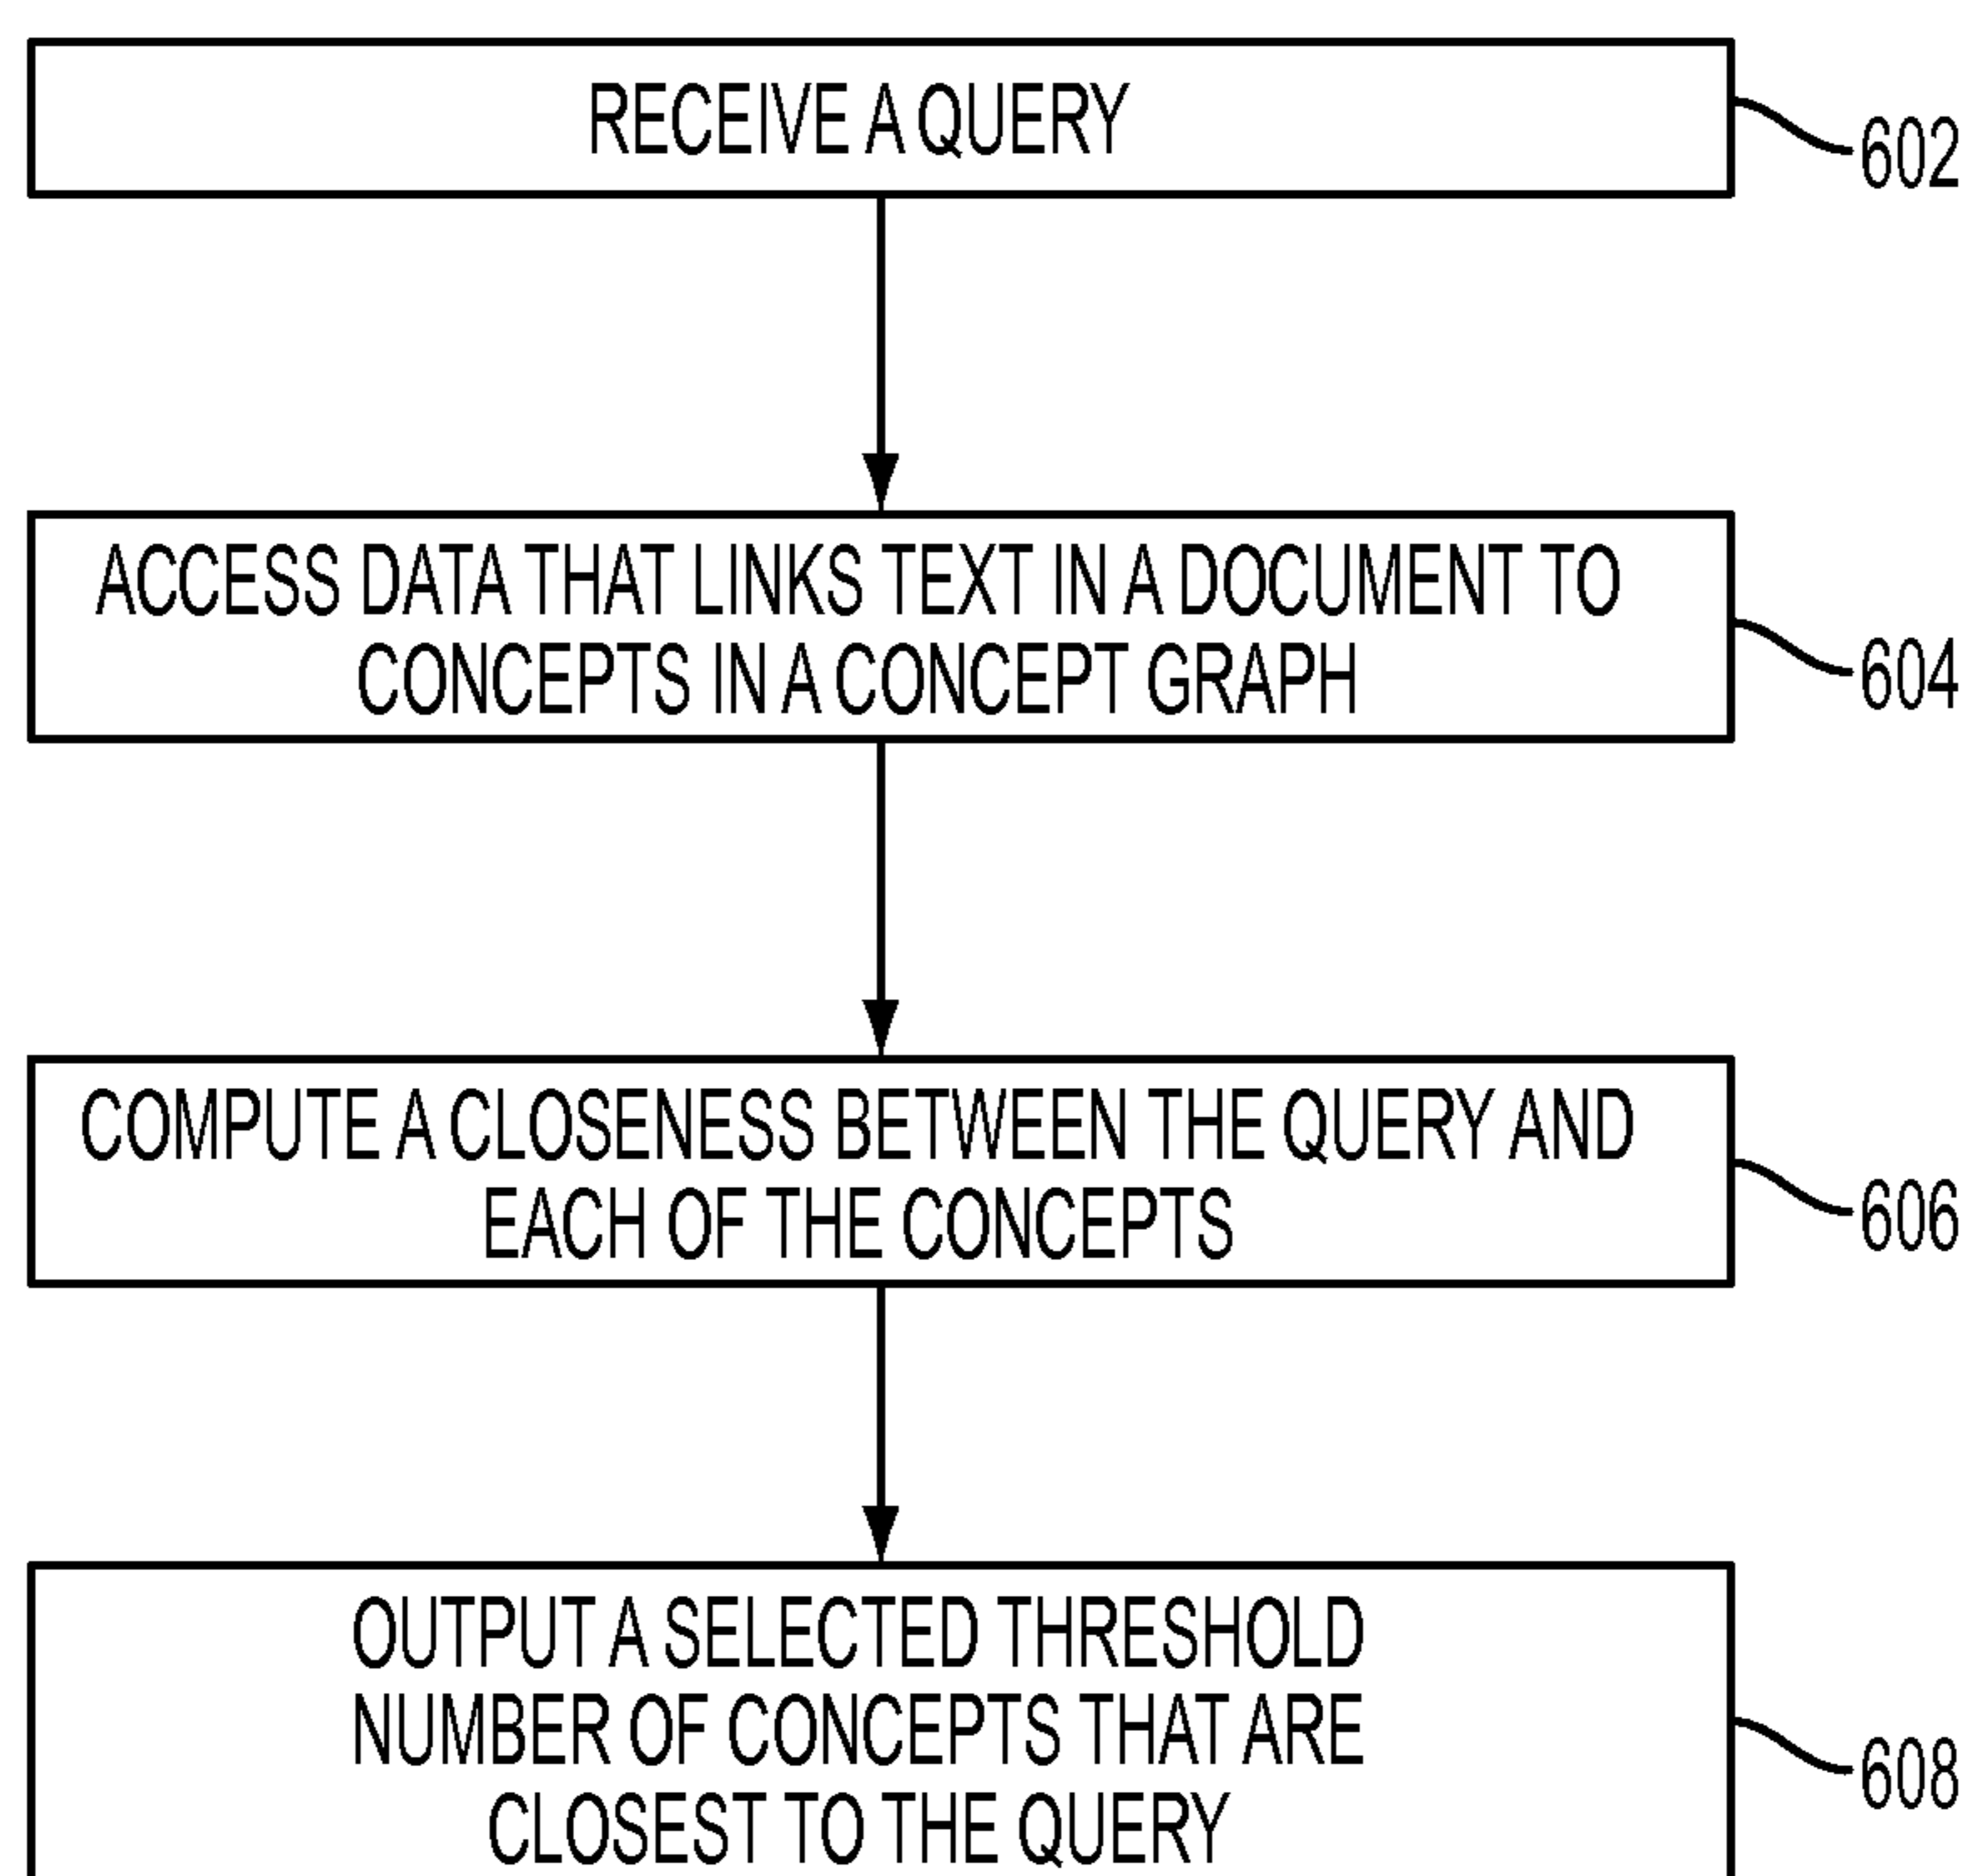 RECEIVE A QUERY
602
ACCESS DATA THAT LINKS TEXT IN A DOCUMENT TO
CONCEPTS IN A CONCEPT GRAPH
604
COMPUTE A CLOSENESS BETWEEN THE QUERY AND
EACH OF THE CONCEPTS
606
OUTPUT A SELECTED THRESHOLD
NUMBER OF CONCEPTS THAT ARE
CLOSEST TO THE QUERY
608